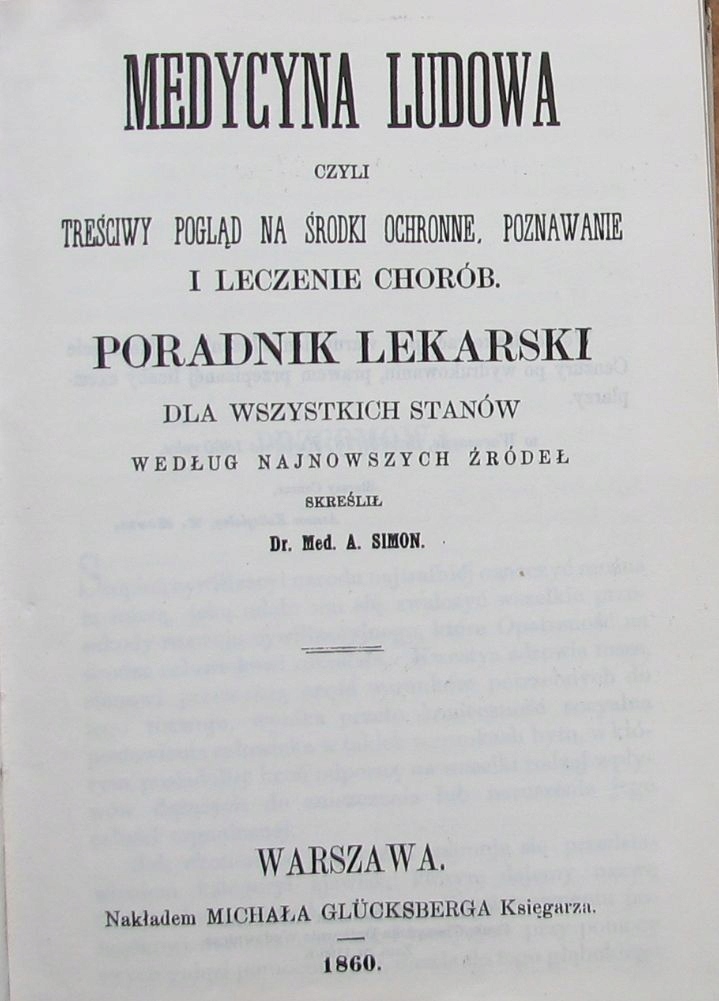 MEDYCYNA LUDOWA
CZYLI
TREŚCIWY POGLĄD NA ŚRODKI OCHRONNE, POZNAWANIE
I LECZENIE CHORÓB.
PORADNIK LEKARSKI
DLA WSZYSTKICH STANÓW
WEDŁUG NAJNOWSZYCH ŹRÓDEŁ
SKREŚLIŁ
Dr. Med. A. SIMON.
WARSZAWA.
Nakładem MICHAŁA GLÜCKSBERGA Księgarza.
1860.